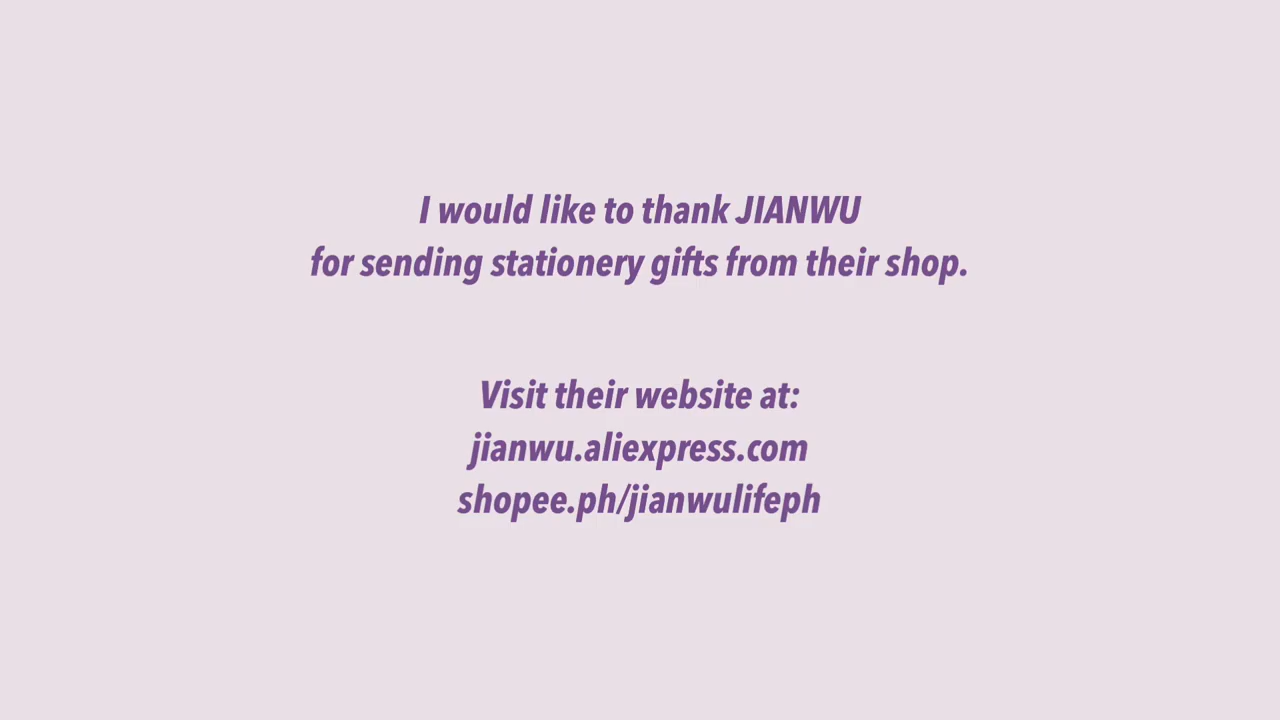 I would like to thank JIANWU
for sending stationery gifts from their shop.
Visit their website at:
jianwu.aliexpress.com
shopee.ph/jianwulifeph